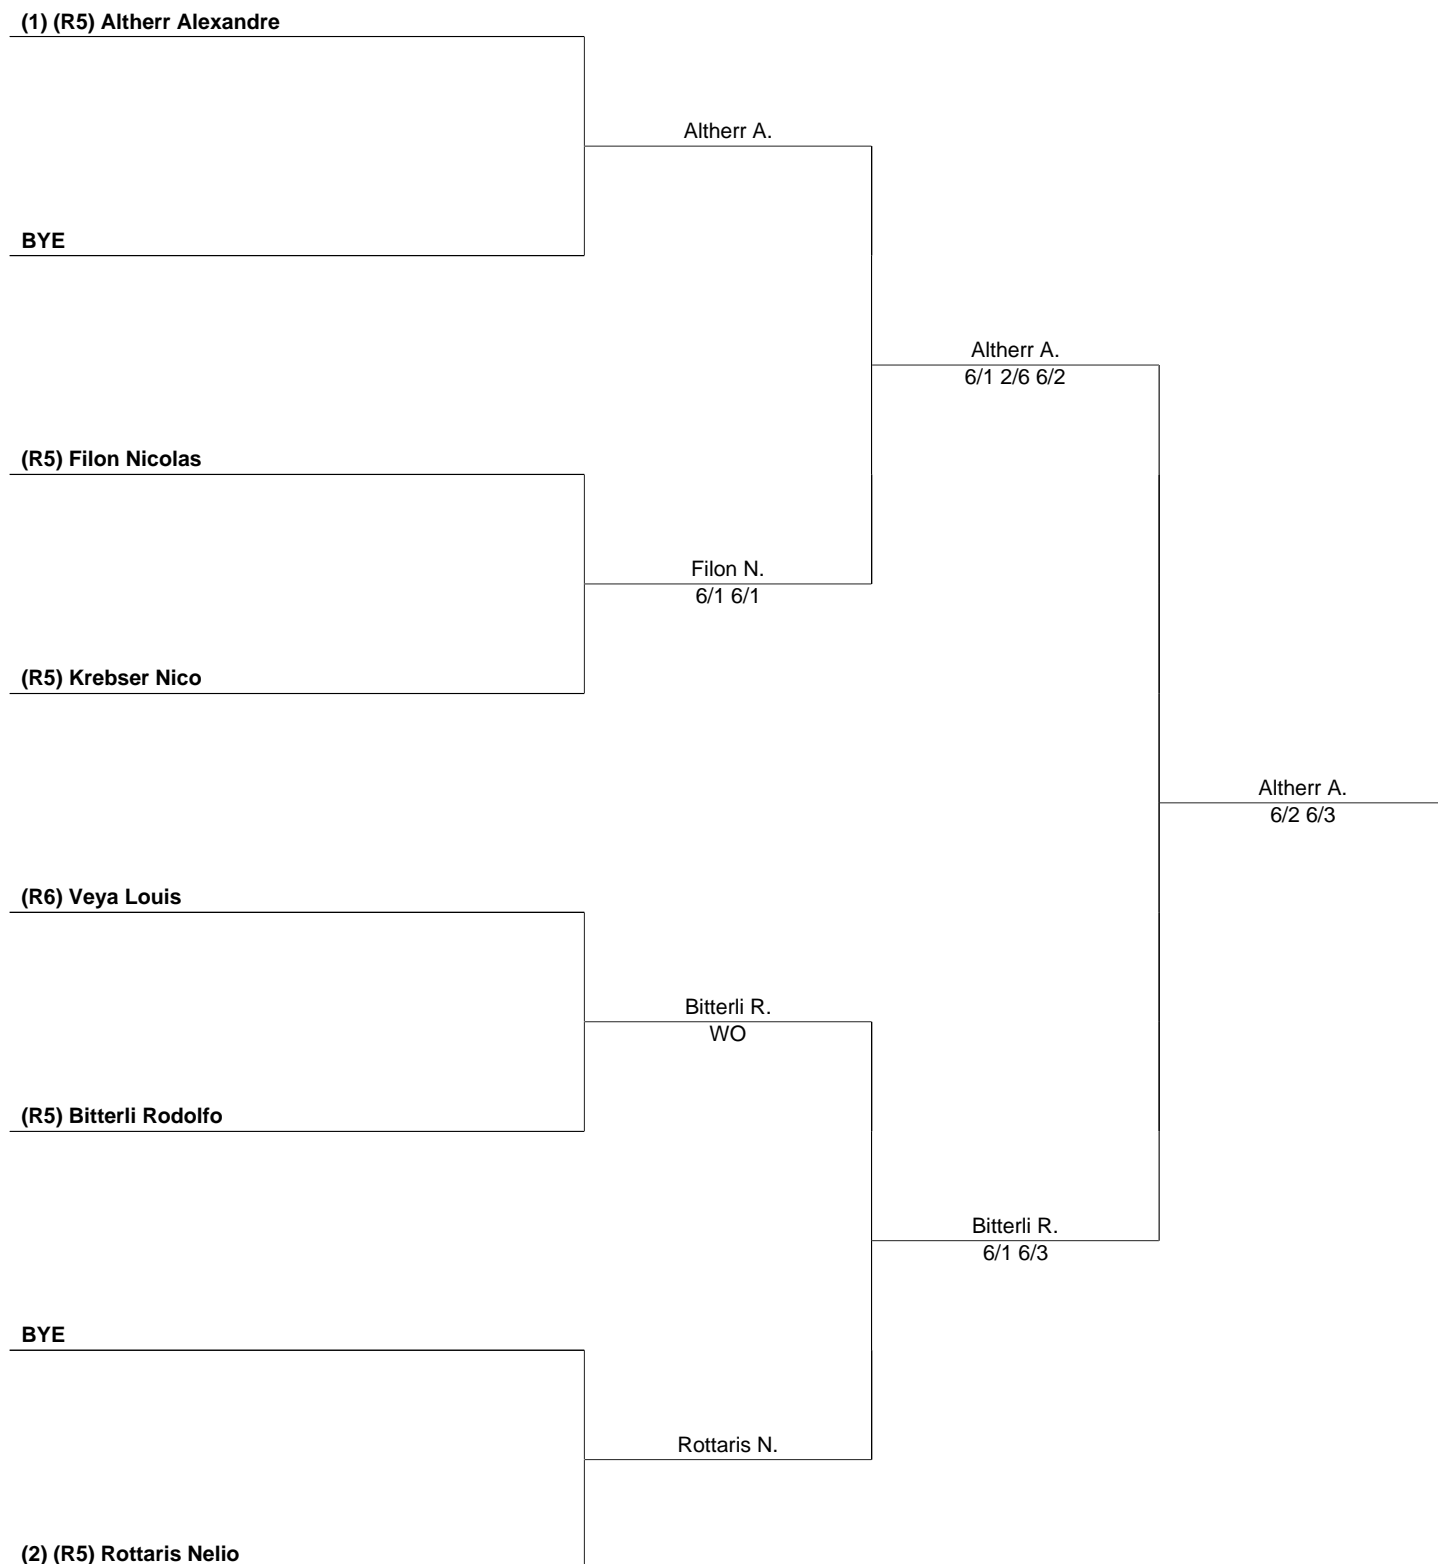 (1) (R5) Altherr Alexandre
Altherr A.
BYE
Altherr A.
6/1 2/6 6/2
(R5) Filon Nicolas
Filon N.
6/1 6/1
(R5) Krebser Nico
Altherr A.
6/2 6/3
(R6) Veya Louis
Bitterli R.
WO
(R5) Bitterli Rodolfo
Bitterli R.
6/1 6/3
BYE
Rottaris N.
(2) (R5) Rottaris Nelio